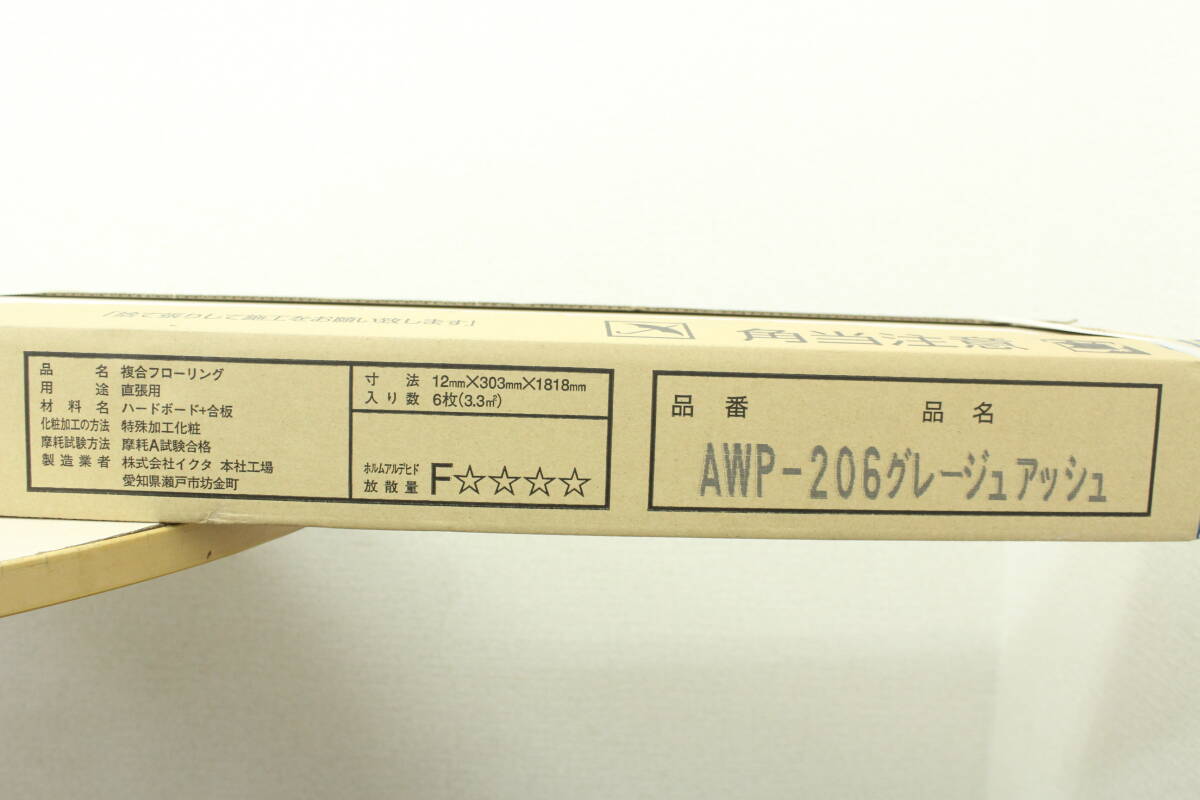 角当注意
品名 複合フローリング
用途 直張用
材料名 ハードボード+合板
化粧加工の方法 特殊加工化粧
摩耗試験方法 摩耗A試験合格
製造業者 株式会社イクタ 本社工場
愛知県瀬戸市坊金町
寸法 12mm×303mm×1818mm
入り数 6枚(3.3㎡)
ホルムアルデヒド
放散量 F☆☆☆☆
品番 品名
AWP-206グレージュアッシュ